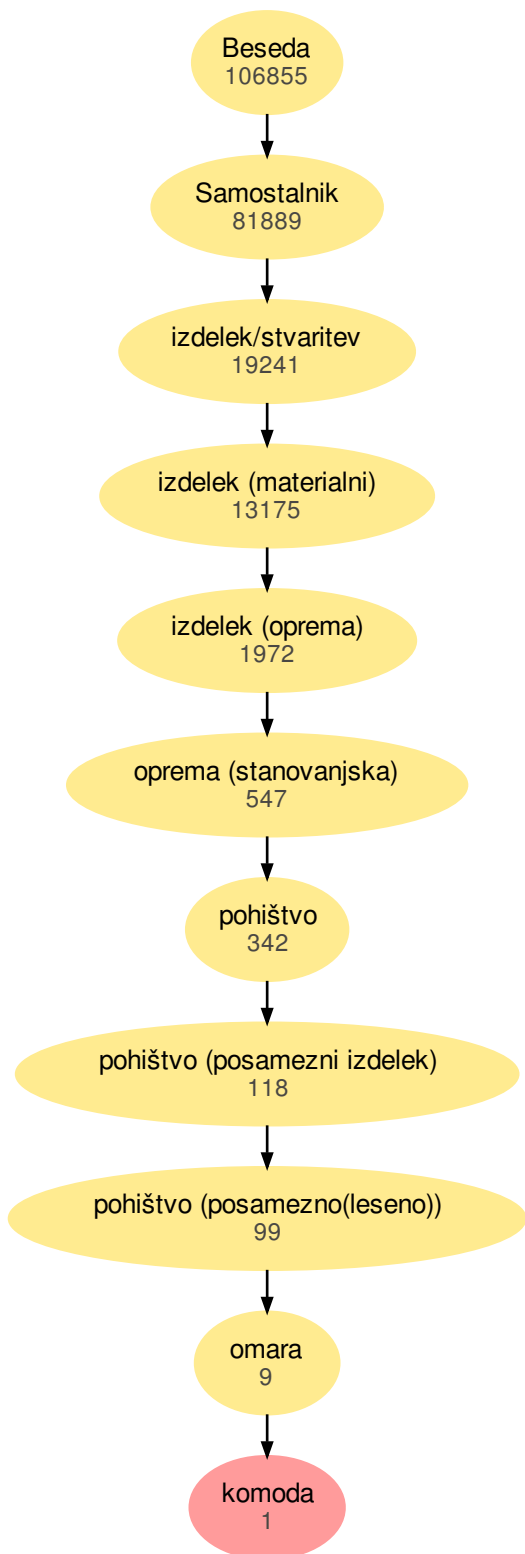 Beseda
106855
Samostalnik
81889
izdelek/stvaritev
19241
izdelek (materialni)
13175
izdelek (oprema)
1972
oprema (stanovanjska)
547
pohištvo
342
pohištvo (posamezni izdelek)
118
pohištvo (posamezno(leseno))
99
omara
9
komoda
1